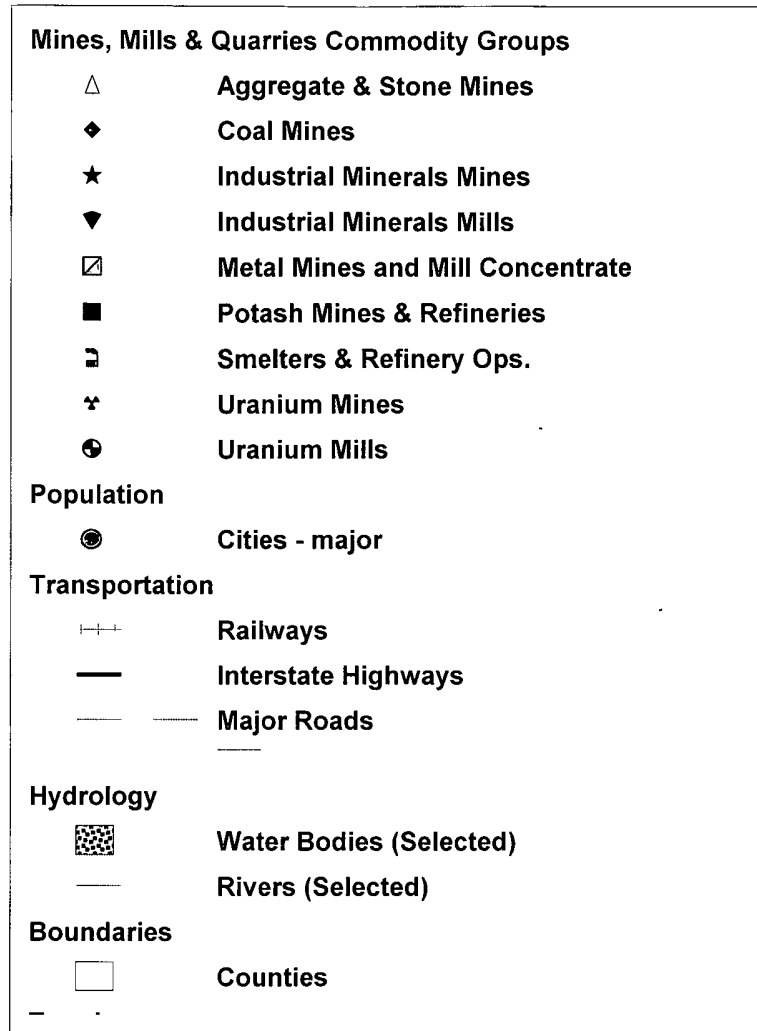 Mines, Mills & Quarries Commodity Groups
Aggregate & Stone Mines
Coal Mines
Industrial Minerals Mines
Industrial Minerals Mills
Metal Mines and Mill Concentrate
Potash Mines & Refineries
Smelters & Refinery Ops.
Uranium Mines
Uranium Mills
Population
Cities - major
Transportation
Railways
Interstate Highways
Major Roads
Hydrology
Water Bodies (Selected)
Rivers (Selected)
Boundaries
Counties